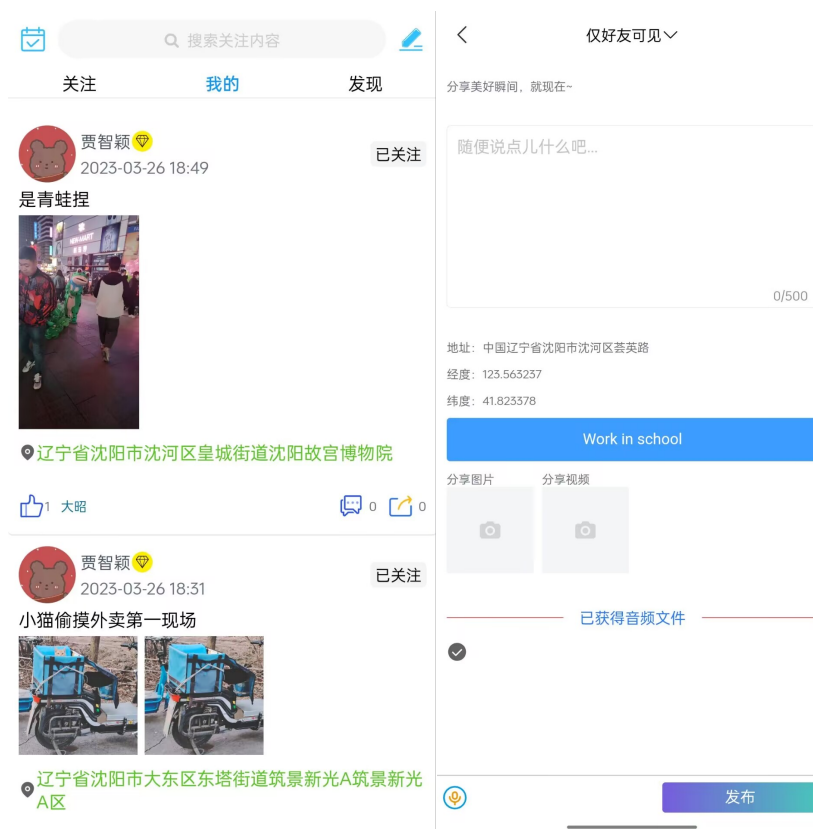 搜索关注内容
关注
我的
发现
贾智颖
2023-03-26 18:49
已关注
是青蛙捏
辽宁省沈阳市沈河区皇城街道沈阳故宫博物院
1
大昭
0
0
贾智颖
2023-03-26 18:31
已关注
小猫偷摸外卖第一现场
辽宁省沈阳市大东区东塔街道筑景新光A筑景新光
A区
仅好友可见
分享美好瞬间，就现在~
随便说点儿什么吧...
0/500
地址：中国辽宁省沈阳市沈河区荟英路
经度：123.563237
纬度：41.823378
Work in school
分享图片
分享视频
已获得音频文件
发布